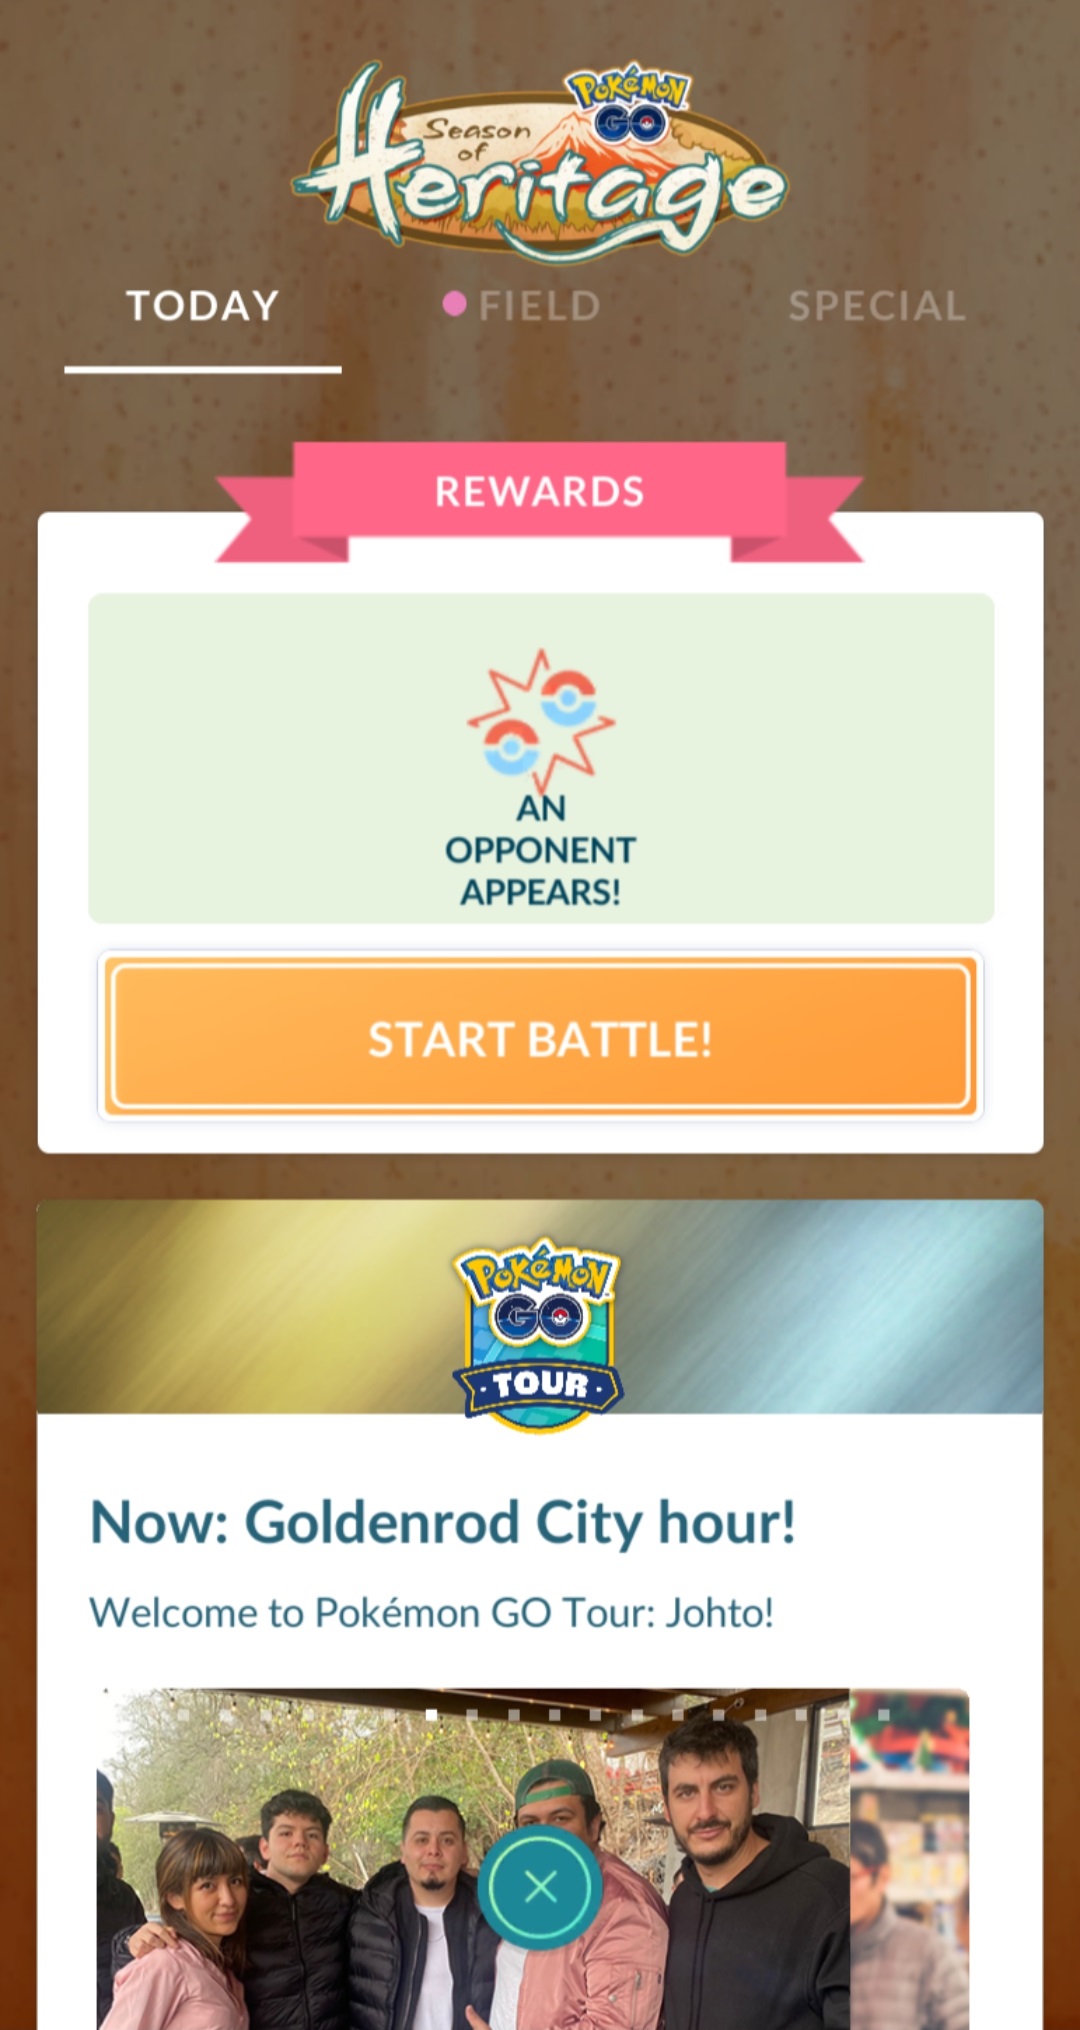 Pokémon
GO
Season
of
Heritage
TODAY
FIELD
SPECIAL
REWARDS
AN
OPPONENT
APPEARS!
START BATTLE!
Pokémon
GO
TOUR
Now: Goldenrod City hour!
Welcome to Pokémon GO Tour: Johto!